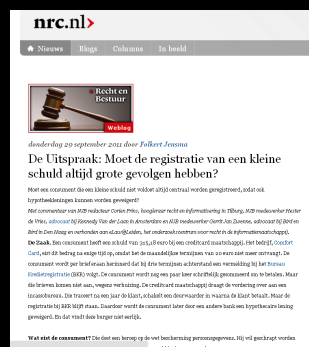 nrc.nl>
Nieuws Blogs Columns In beeld
Recht en
Bestuur
Weblog
donderdag 29 september 2011 door Folkert Jensma
De Uitspraak: Moet de registratie van een kleine
schuld altijd grote gevolgen hebben?
Moet een consument die een kleine schuld niet voldoet altijd centraal worden geregistreerd, zodat ook
hypotheekleningen kunnen worden geweigerd?
Met commentaar van NJB redacteur Corien Prins, hoogleraar recht en informatisering in Tilburg, NJB medewerker Hester
de Vries, advocaat bij Kennedy Van der Laan in Amsterdam en NJB medewerker Gerrit Jan Zwenne, advocaat bij Bird en
Bird in Den Haag en verbonden aan eLaw@Leiden, het onderzoekscentrum voor recht in de informatiemaatschappij.
De Zaak. Een consument heeft een schuld van 315,18 euro bij een creditcard maatschappij. Het bedrijf, Comfort
Card, eist dit bedrag na enige tijd op, omdat het de maandelijkse termijnen van 20 euro niet meer ontvangt. De
consument wordt per brief eraan herinnerd dat bij drie termijnen achterstand een vermelding bij het Bureau
Kredietregistratie (BKR) volgt. De consument wordt nog een paar keer schriftelijk gesommeerd om te betalen. Maar
die brieven komen niet aan, wegens verhuizing. De creditcard maatschappij draagt de vordering over aan een
incassobureau. Die traceert na een jaar de klant, schakelt een deurwaarder in waarna de klant betaalt. Maar de
registratie bij BKR blijft staan. Daardoor wordt de consument later door een andere bank een hypothecaire lening
geweigerd. En dat vindt deze burger niet eerlijk.
Wat eist de consument? Die doet een beroep op de wet bescherming persoonsgegevens. Hij wil geschrapt worden